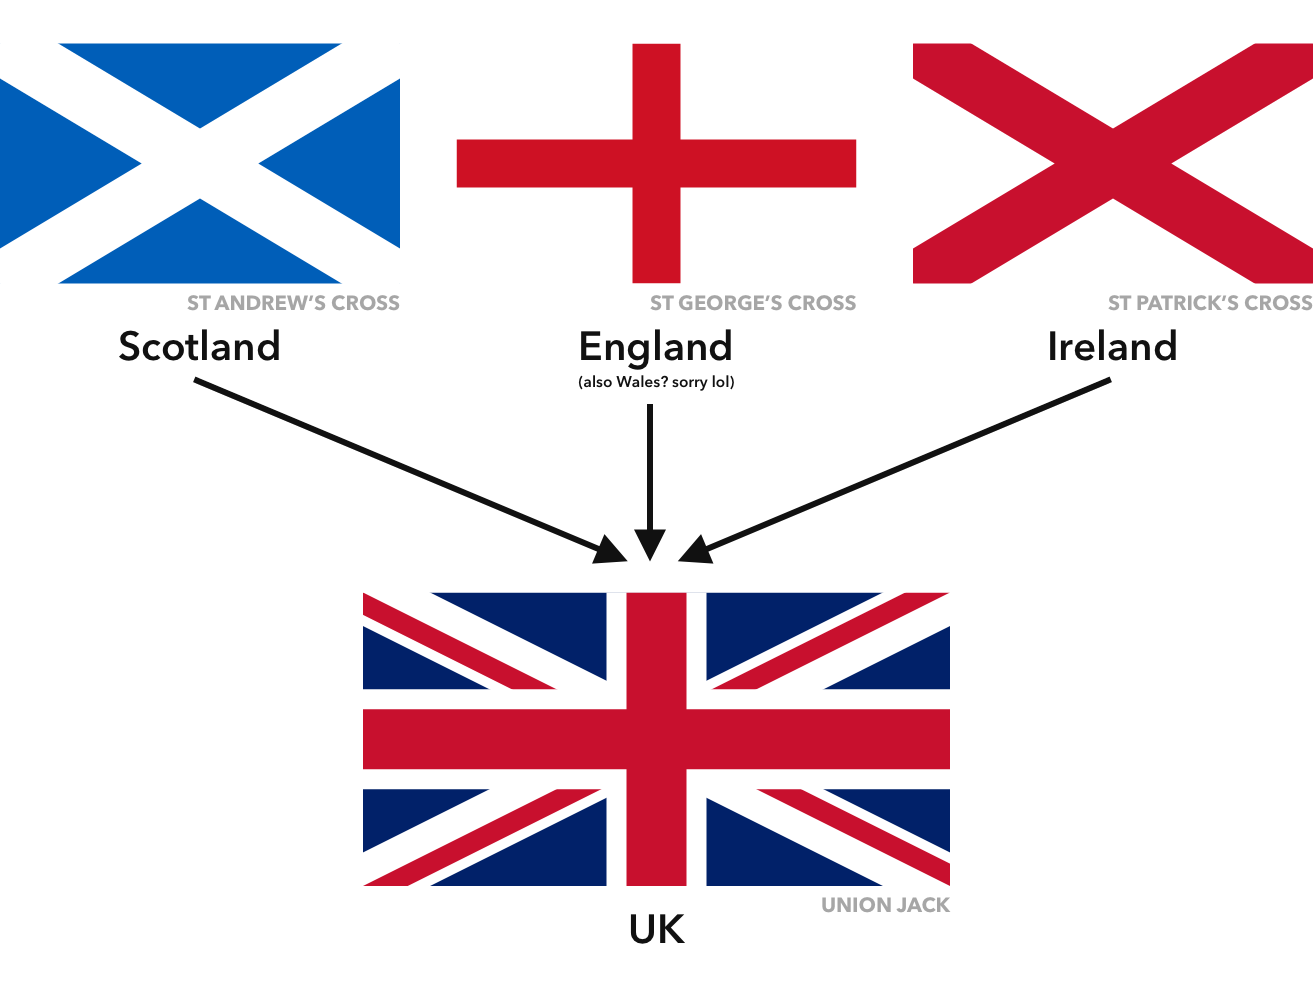 ST ANDREW’S CROSS
ST GEORGE’S CROSS
ST PATRICK’S CROSS
Scotland
England
Ireland
(also Wales? sorry lol)
UNION JACK
UK